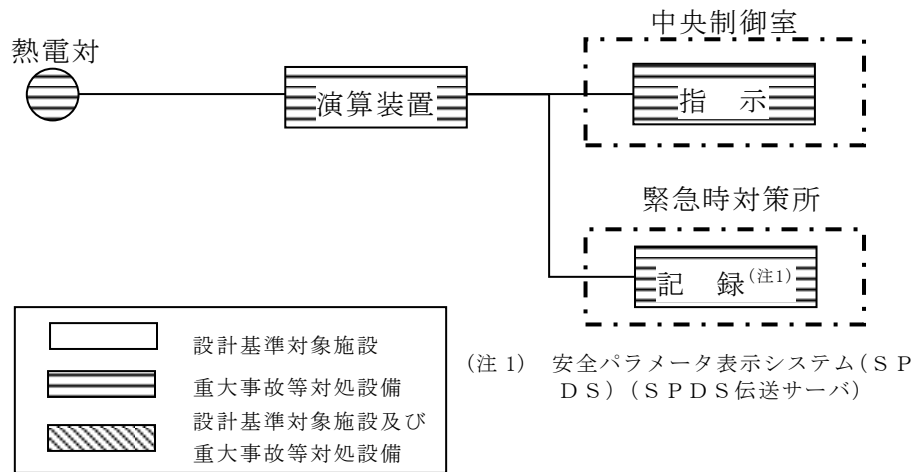 中央制御室
熱電対
演算装置
指　示
緊急時対策所
記　録(注1)
設計基準対象施設
重大事故等対処設備
設計基準対象施設及び
重大事故等対処設備
(注 1)　安全パラメータ表示システム(ＳＰ
ＤＳ)(ＳＰＤＳ伝送サーバ)